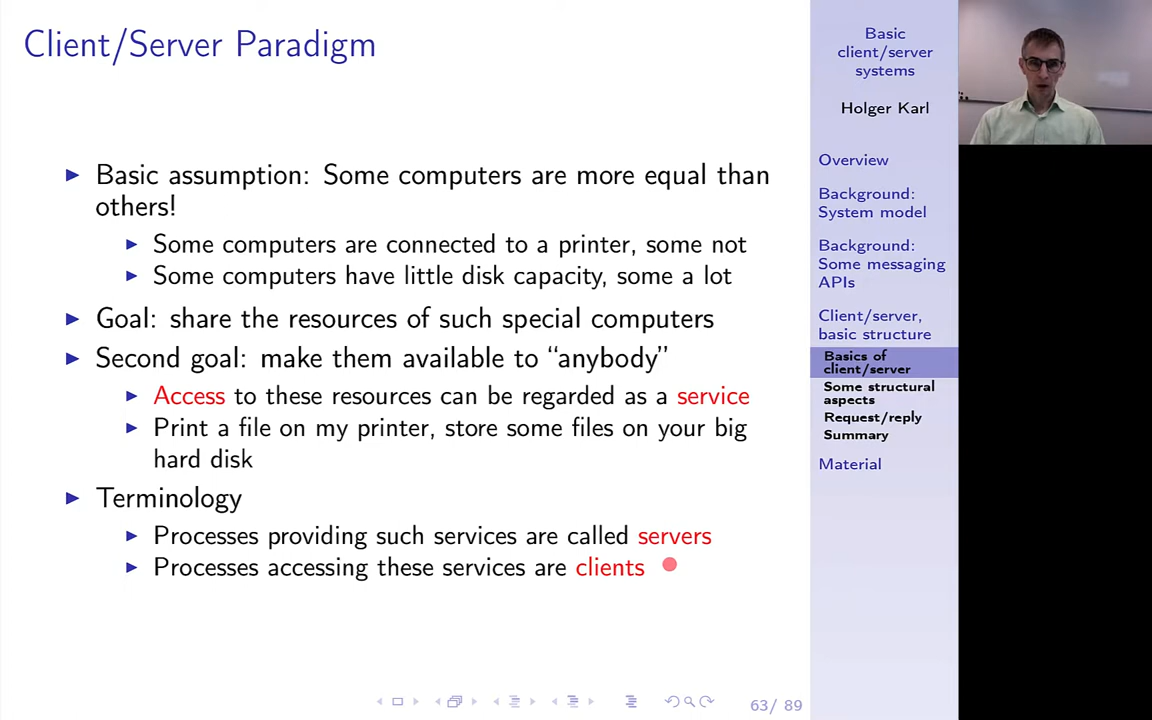 Client/Server Paradigm
Basic assumption: Some computers are more equal than
others!
Some computers are connected to a printer, some not
Some computers have little disk capacity, some a lot
Goal: share the resources of such special computers
Second goal: make them available to “anybody”
Access to these resources can be regarded as a service
Print a file on my printer, store some files on your big
hard disk
Terminology
Processes providing such services are called servers
Processes accessing these services are clients
63/ 89
Basic
client/server
systems
Holger Karl
Overview
Background:
System model
Background:
Some messaging
APIs
Client/server,
basic structure
Basics of
client/server
Some structural
aspects
Request/reply
Summary
Material